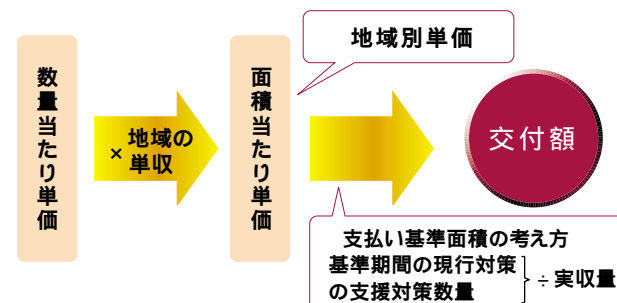 数量当たり単価
×地域の
単収
面積当たり単価
地域別単価
交付額
支払い基準面積の考え方
基準期間の現行対策
の支援対策数量
÷実収量